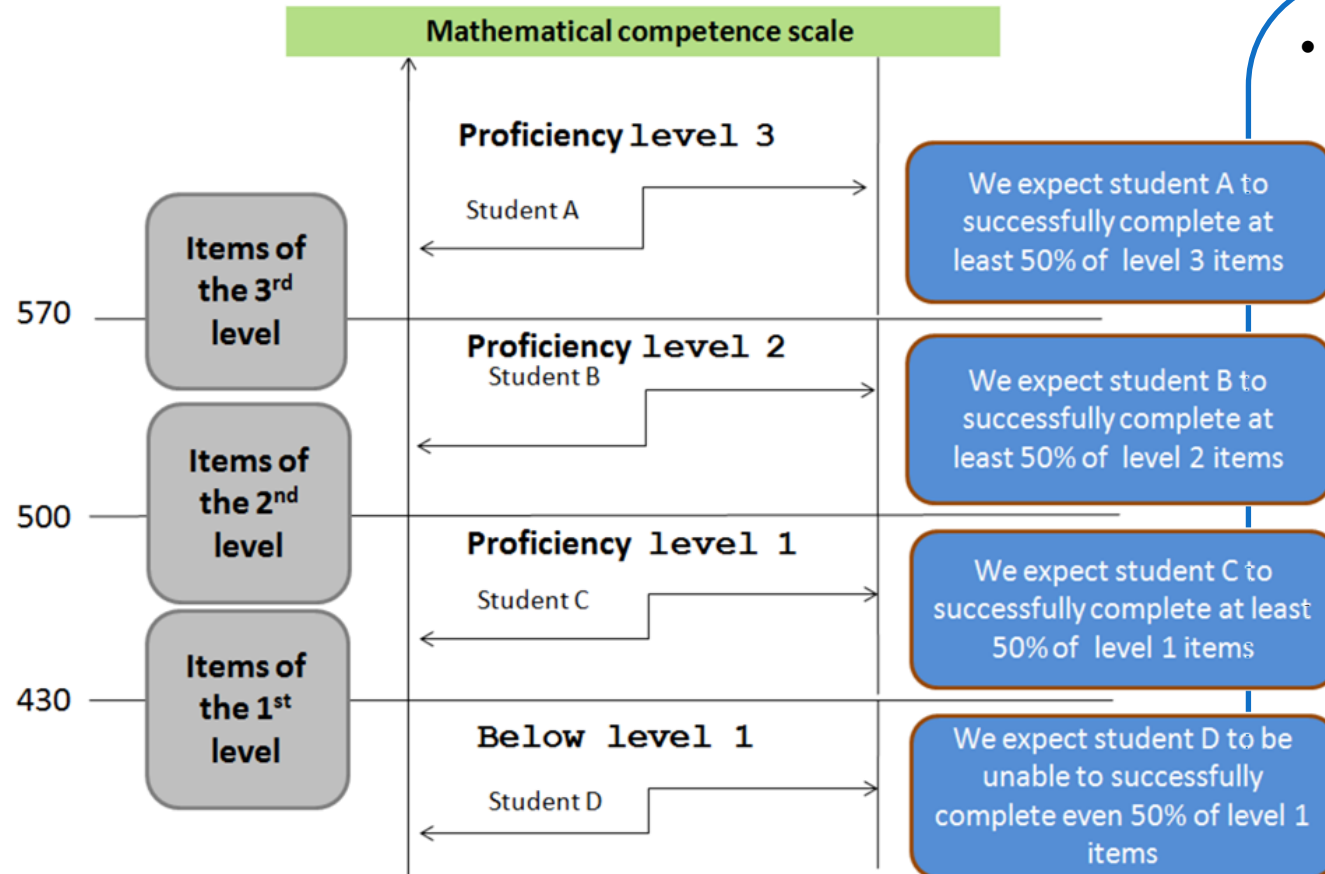 Mathematical competence scale
Proficiency level 3
Student A
We expect student A to
successfully complete at
least 50% of level 3 items
Items of
the 3rd
level
570
Proficiency level 2
Student B
We expect student B to
successfully complete at
least 50% of level 2 items
Items of
the 2nd
level
500
Proficiency level 1
Student C
We expect student C to
successfully complete at least
50% of level 1 items
Items of
the 1st
level
430
Below level 1
Student D
We expect student D to be
unable to successfully
complete even 50% of level 1
items